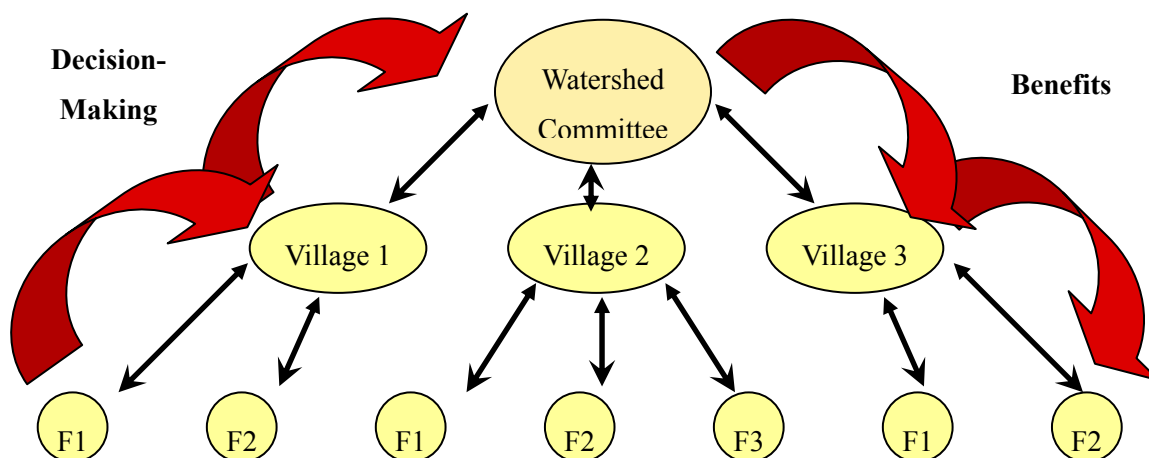 Decision-
Making
Watershed
Committee
Benefits
Village 1
Village 2
Village 3
F1
F2
F1
F2
F3
F1
F2